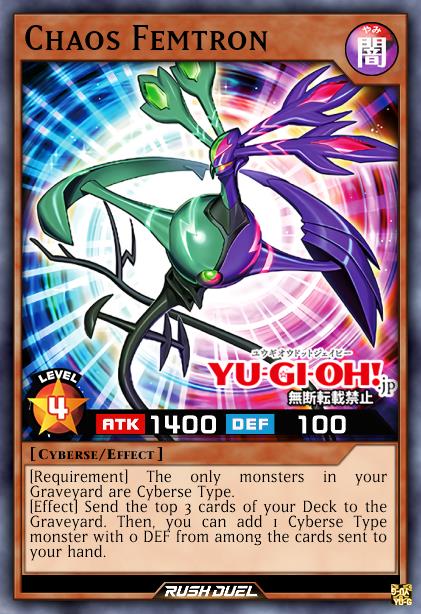 CHAOS FEMTRON
やみ
闇
ユウギオウドットジェイピー
YU-GI-OH!.jp
無断転載禁止
LEVEL
4
ATK 1400 DEF 100
[ CYBERSE/EFFECT ]
[Requirement] The only monsters in your
Graveyard are Cyberse Type.
[Effect] Send the top 3 cards of your Deck to the
Graveyard. Then, you can add 1 Cyberse Type
monster with 0 DEF from among the cards sent to
your hand.
RUSH DUEL